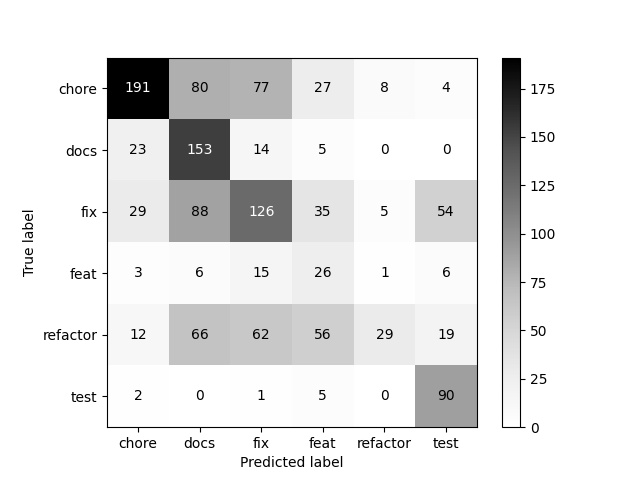 chore 191 80 77 27 8 4
docs 23 153 14 5 0 0
fix 29 88 126 35 5 54
feat 3 6 15 26 1 6
refactor 12 66 62 56 29 19
test 2 0 1 5 0 90
chore docs fix feat refactor test
Predicted label
True label
175
150
125
100
75
50
25
0